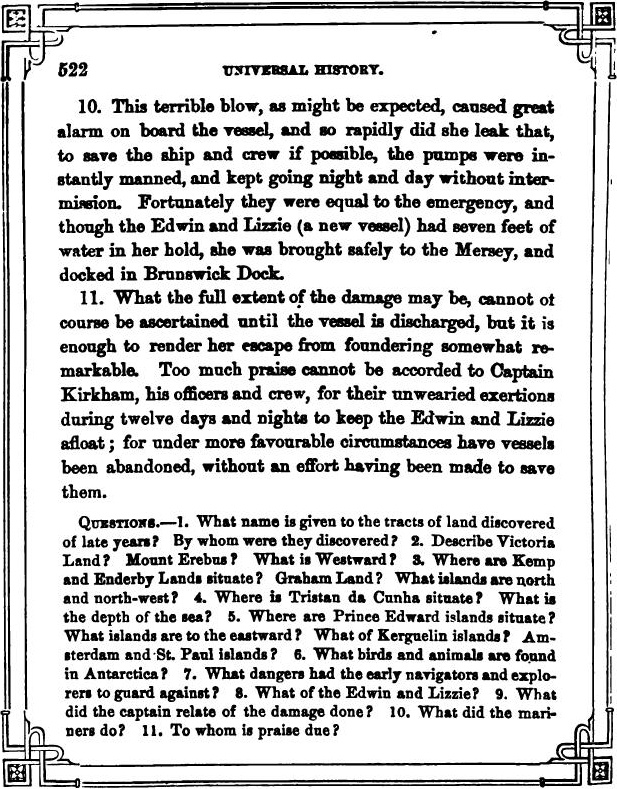 522 UNIVERSAL HISTORY.
10. This terrible blow, as might be expected, caused great
alarm on board the vessel, and so rapidly did she leak that,
to save the ship and crew if possible, the pumps were in-
stantly manned, and kept going night and day without inter-
mission. Fortunately they were equal to the emergency, and
though the Edwin and Lizzie (a new vessel) had seven feet of
water in her hold, she was brought safely to the Mersey, and
docked in Brunswick Dock.
11. What the full extent of the damage may be, cannot of
course be ascertained until the vessel is discharged, but it is
enough to render her escape from foundering somewhat re-
markable. Too much praise cannot be accorded to Captain
Kirkham, his officers and crew, for their unwearied exertions
during twelve days and nights to keep the Edwin and Lizzie
afloat; for under more favourable circumstances have vessels
been abandoned, without an effort having been made to save
them.
QUESTIONS.—1. What name is given to the tracts of land discovered
of late years? By whom were they discovered? 2. Describe Victoria
Land? Mount Erebus? What is Westward? 3. Where are Kemp
and Enderby Lands situate? Graham Land? What islands are north
and north-west? 4. Where is Tristan da Cunha situate? What is
the depth of the sea? 5. Where are Prince Edward islands situate?
What islands are to the eastward? What of Kerguelin islands? Am-
sterdam and St. Paul islands? 6. What birds and animals are found
in Antarctica? 7. What dangers had the early navigators and explo-
rers to guard against? 8. What of the Edwin and Lizzie? 9. What
did the captain relate of the damage done? 10. What did the mari-
ners do? 11. To whom is praise due?